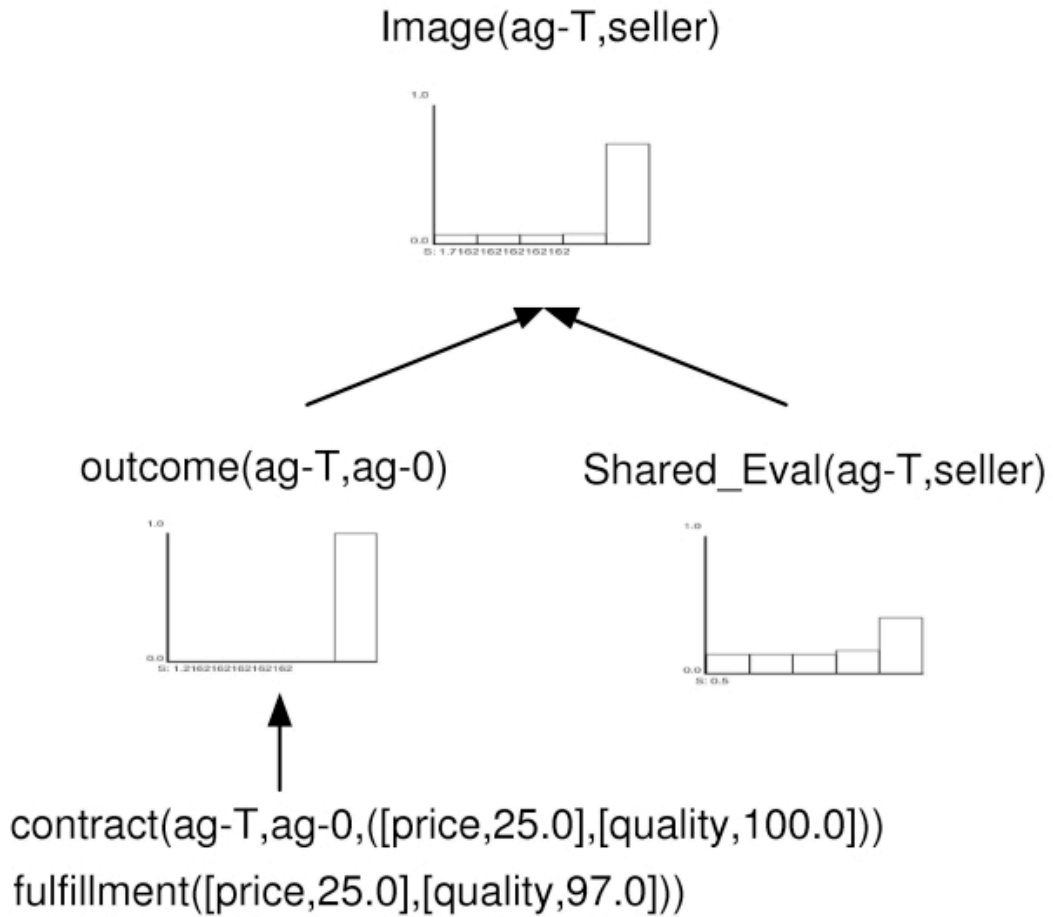 Image(ag-T,seller)
1.0
0.0
S: 1.7162162162162162
outcome(ag-T,ag-0)
Shared_Eval(ag-T,seller)
1.0
0.0
S: 1.2162162162162162
1.0
0.0
S: 0.5
contract(ag-T,ag-0,([price,25.0],[quality,100.0]))
fulfillment([price,25.0],[quality,97.0]))